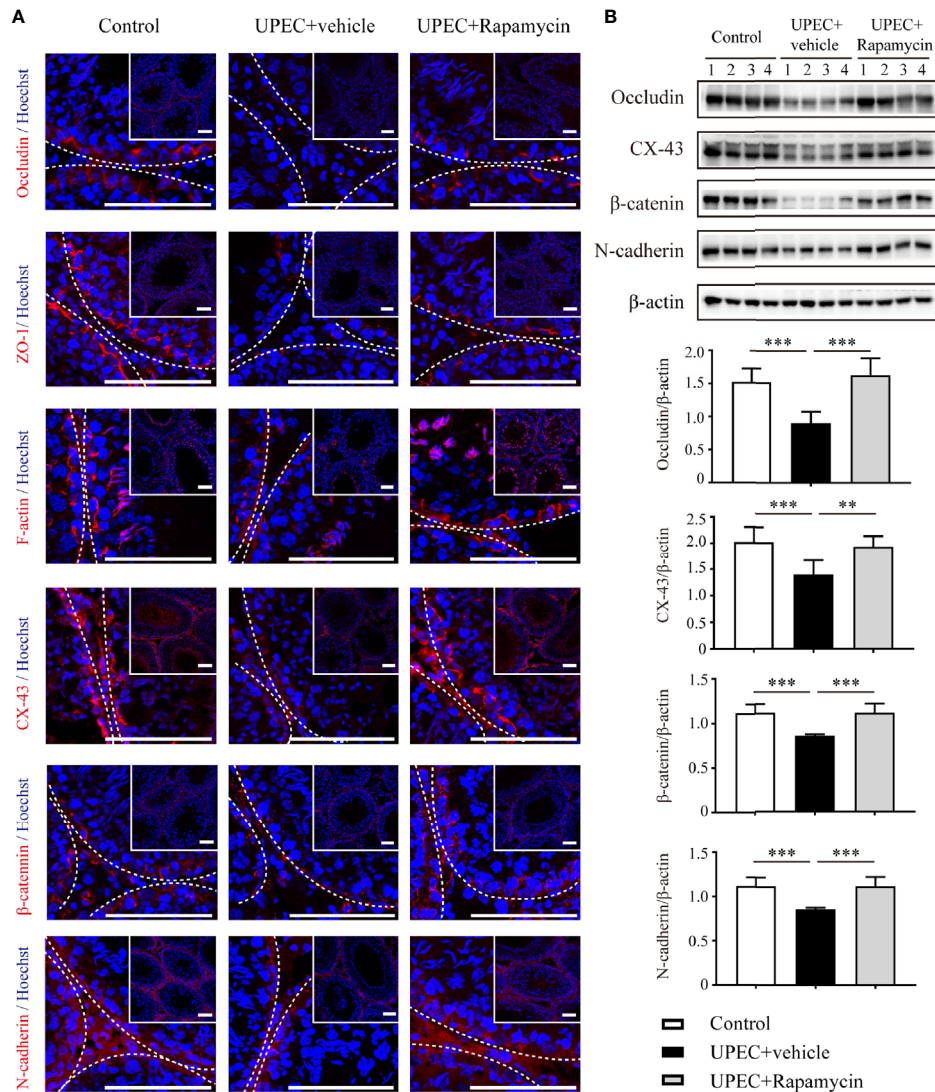 A
Control
UPEC+vehicle
UPEC+Rapamycin
Occludin / Hoechst
ZO-1/ Hoechst
F-actin / Hoechst
CX-43 / Hoechst
β-catennin / Hoechst
N-cadherin / Hoechst
B
Control
UPEC+
vehicle
UPEC+
Rapamycin
1 2 3 4 1 2 3 4 1 2 3 4
Occludin
CX-43
β-catenin
N-cadherin
β-actin
Occludin/β-actin
2.0
1.5
1.0
0.5
0
*** ***
CX-43/β-actin
2.5
2.0
1.5
1.0
0.5
0
*** **
β-catenin/β-actin
1.5
1.0
0.5
0
*** ***
N-cadherin/β-actin
1.5
1.0
0.5
0
*** ***
Control
UPEC+vehicle
UPEC+Rapamycin